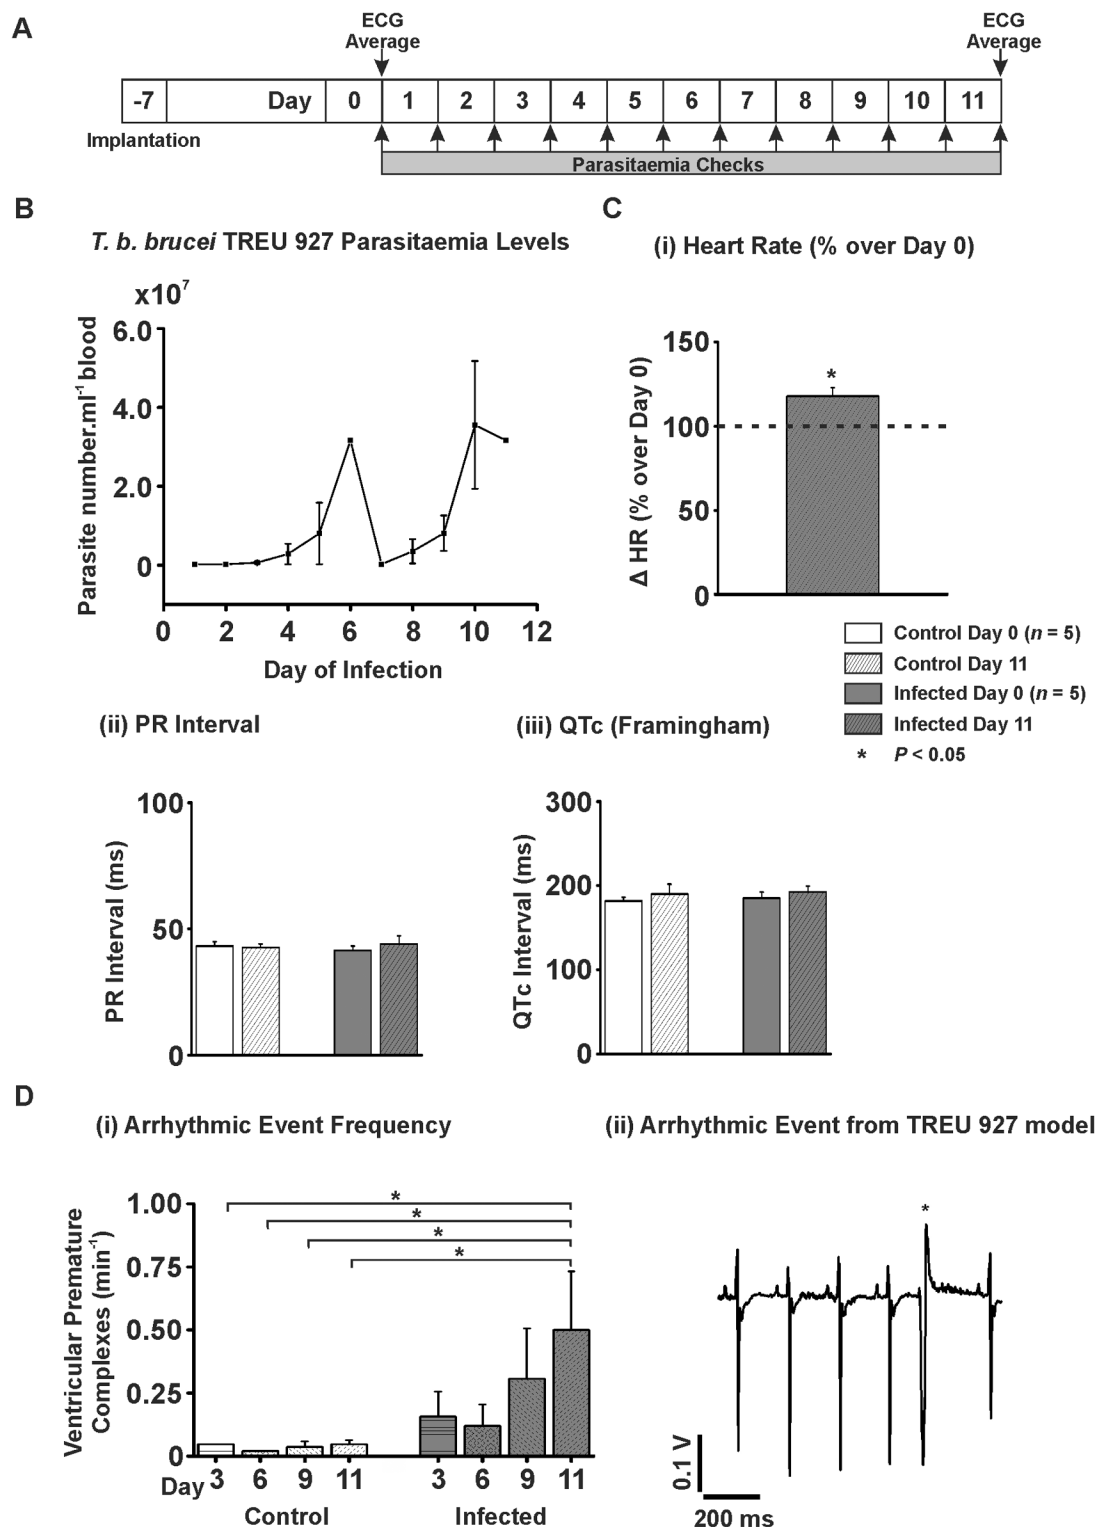 A
ECG
Average
ECG
Average
-7 Day 0 1 2 3 4 5 6 7 8 9 10 11
Implantation
Parasitaemia Checks
B
T. b. brucei TREU 927 Parasitaemia Levels
x10⁷
Parasite number.ml⁻¹ blood
6.0
4.0
2.0
0
0 2 4 6 8 10 12
Day of Infection
C
(i) Heart Rate (% over Day 0)
Δ HR (% over Day 0)
150
100
50
0
*
Control Day 0 (n = 5)
Control Day 11
Infected Day 0 (n = 5)
Infected Day 11
* P < 0.05
(ii) PR Interval
PR Interval (ms)
100
50
0
(iii) QTc (Framingham)
QTc Interval (ms)
300
200
100
0
D
(i) Arrhythmic Event Frequency
Ventricular Premature
Complexes (min⁻¹)
1.00
0.75
0.50
0.25
0
*
*
*
*
Day 3 6 9 11 3 6 9 11
Control Infected
(ii) Arrhythmic Event from TREU 927 model
*
0.1 V
200 ms